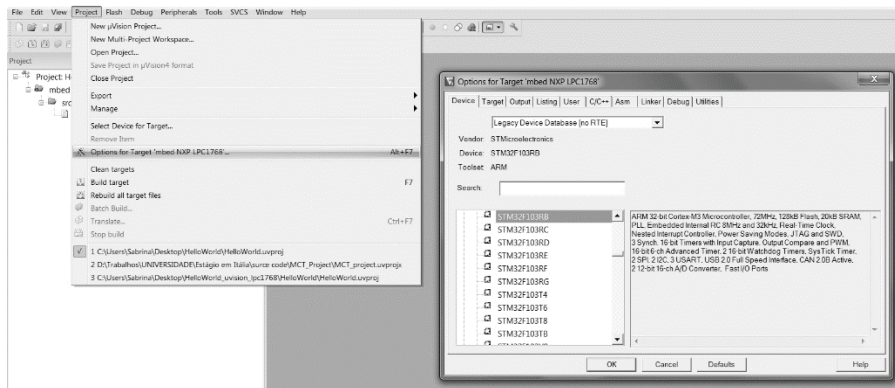 File Edit View Project Flash Debug Peripherals Tools SVCS Window Help
Project
Project: He
mbed
src
New µVision Project...
New Multi-Project Workspace...
Open Project...
Save Project in µVision4 format
Close Project
Export
Manage
Select Device for Target...
Remove Item
Options for Target 'mbed NXP LPC1768'... Alt+F7
Clean targets
Build target F7
Rebuild all target files
Batch Build...
Translate... Ctrl+F7
Stop build
1 C:\Users\Sabrina\Desktop\HelloWorld\HelloWorld.uvproj
2 D:\Trabalhos\UNIVERSIDADE\Estágio em Itália\surce code\MCT_Project\MCT_project.uvprojx
3 C:\Users\Sabrina\Desktop\HelloWorld_uvision_lpc1768\HelloWorld\HelloWorld.uvproj
Options for Target 'mbed NXP LPC1768'
Device Target Output Listing User C/C++ Asm Linker Debug Utilities
Legacy Device Database [no RTE]
Vendor: STMicroelectronics
Device: STM32F103RB
Toolset: ARM
Search:
STM32F103RB
STM32F103RC
STM32F103RD
STM32F103RE
STM32F103RF
STM32F103RG
STM32F103T4
STM32F103T6
STM32F103T8
STM32F103TB
ARM 32-bit Cortex-M3 Microcontroller, 72MHz, 128kB Flash, 20kB SRAM,
PLL, Embedded Internal RC 8MHz and 32kHz, Real-Time Clock,
Nested Interrupt Controller, Power Saving Modes, JTAG and SWD,
3 Synch. 16-bit Timers with Input Capture, Output Compare and PWM,
16-bit 6-ch Advanced Timer, 2 16-bit Watchdog Timers, SysTick Timer,
2 SPI, 2 I2C, 3 USART, USB 2.0 Full Speed Interface, CAN 2.0B Active,
2 12-bit 16-ch A/D Converter, Fast I/O Ports
OK Cancel Defaults Help